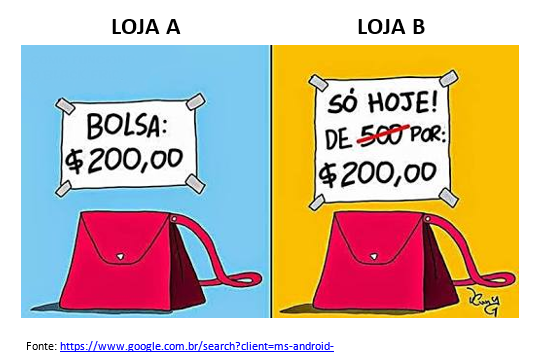 LOJA A
LOJA B
BOLSA:
$200,00
SÓ HOJE!
DE 500 POR:
$200,00
Fonte: https://www.google.com.br/search?client=ms-android-